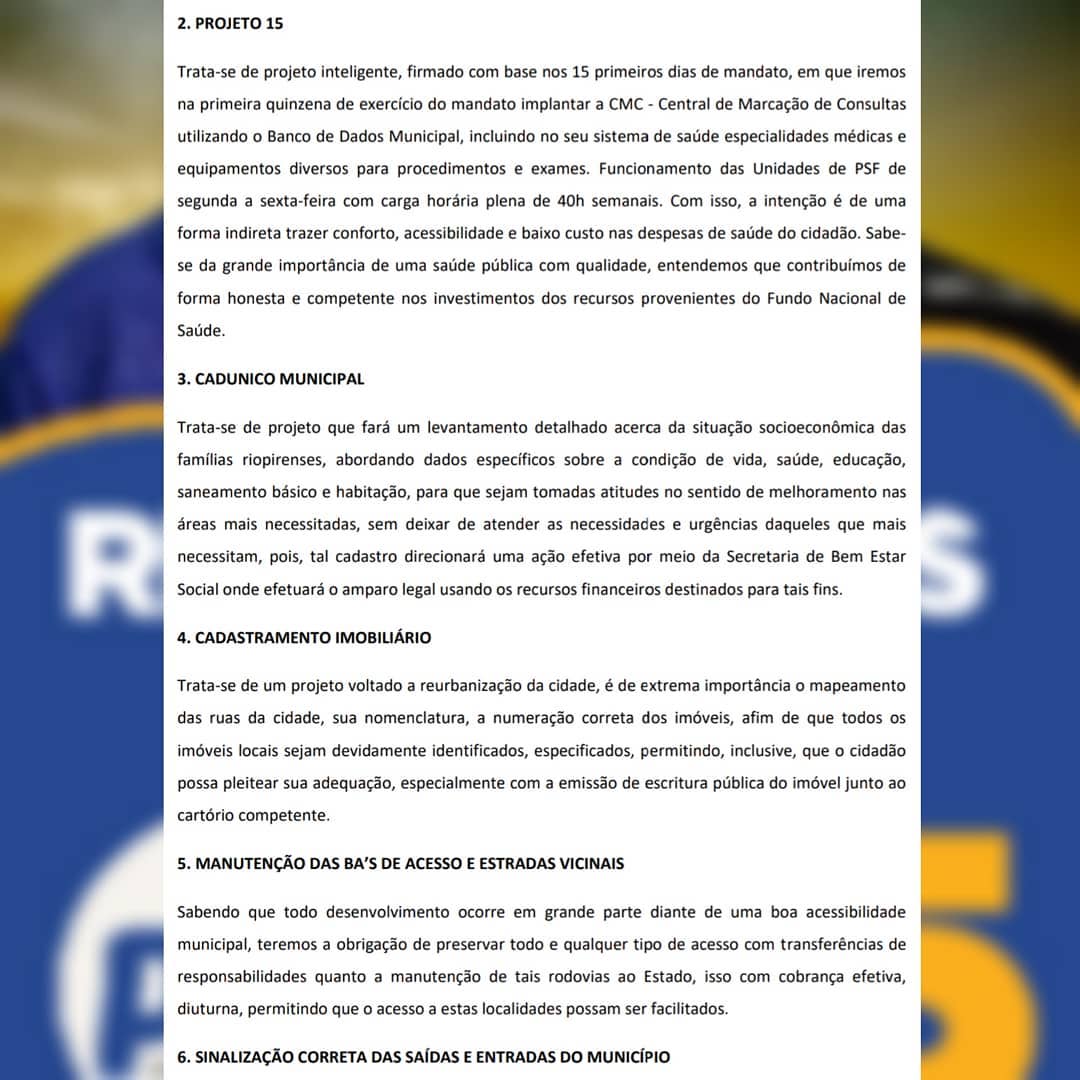 2. PROJETO 15
Trata-se de projeto inteligente, firmado com base nos 15 primeiros dias de mandato, em que iremos
na primeira quinzena de exercício do mandato implantar a CMC - Central de Marcação de Consultas
utilizando o Banco de Dados Municipal, incluindo no seu sistema de saúde especialidades médicas e
equipamentos diversos para procedimentos e exames. Funcionamento das Unidades de PSF de
segunda a sexta-feira com carga horária plena de 40h semanais. Com isso, a intenção é de uma
forma indireta trazer conforto, acessibilidade e baixo custo nas despesas de saúde do cidadão. Sabe-
se da grande importância de uma saúde pública com qualidade, entendemos que contribuímos de
forma honesta e competente nos investimentos dos recursos provenientes do Fundo Nacional de
Saúde.
3. CADUNICO MUNICIPAL
Trata-se de projeto que fará um levantamento detalhado acerca da situação socioeconômica das
famílias riopirenses, abordando dados específicos sobre a condição de vida, saúde, educação,
saneamento básico e habitação, para que sejam tomadas atitudes no sentido de melhoramento nas
áreas mais necessitadas, sem deixar de atender as necessidades e urgências daqueles que mais
necessitam, pois, tal cadastro direcionará uma ação efetiva por meio da Secretaria de Bem Estar
Social onde efetuará o amparo legal usando os recursos financeiros destinados para tais fins.
4. CADASTRAMENTO IMOBILIÁRIO
Trata-se de um projeto voltado a reurbanização da cidade, é de extrema importância o mapeamento
das ruas da cidade, sua nomenclatura, a numeração correta dos imóveis, afim de que todos os
imóveis locais sejam devidamente identificados, especificados, permitindo, inclusive, que o cidadão
possa pleitear sua adequação, especialmente com a emissão de escritura pública do imóvel junto ao
cartório competente.
5. MANUTENÇÃO DAS BA’S DE ACESSO E ESTRADAS VICINAIS
Sabendo que todo desenvolvimento ocorre em grande parte diante de uma boa acessibilidade
municipal, teremos a obrigação de preservar todo e qualquer tipo de acesso com transferências de
responsabilidades quanto a manutenção de tais rodovias ao Estado, isso com cobrança efetiva,
diuturna, permitindo que o acesso a estas localidades possam ser facilitados.
6. SINALIZAÇÃO CORRETA DAS SAÍDAS E ENTRADAS DO MUNICÍPIO